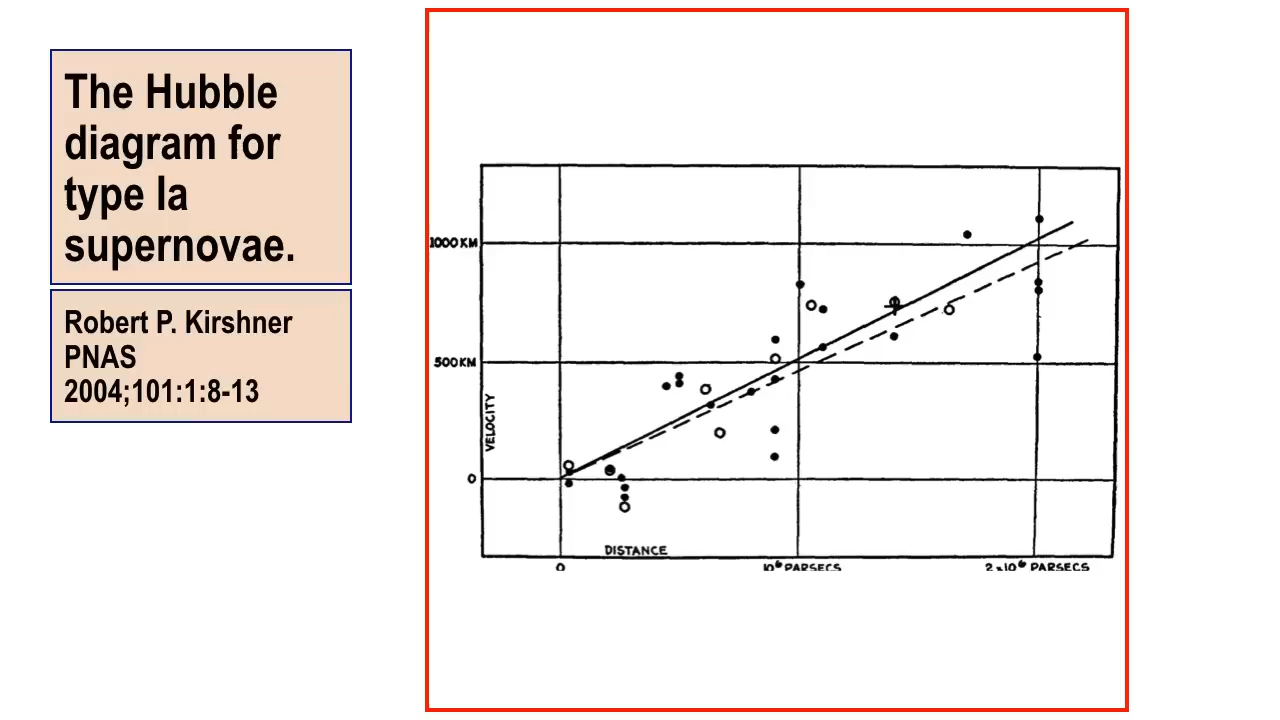 The Hubble
diagram for
type Ia
supernovae.
Robert P. Kirshner
PNAS
2004;101:1:8-13
1000 KM
500 KM
VELOCITY
0
DISTANCE
0
10⁶ PARSECS
2 x 10⁶ PARSECS